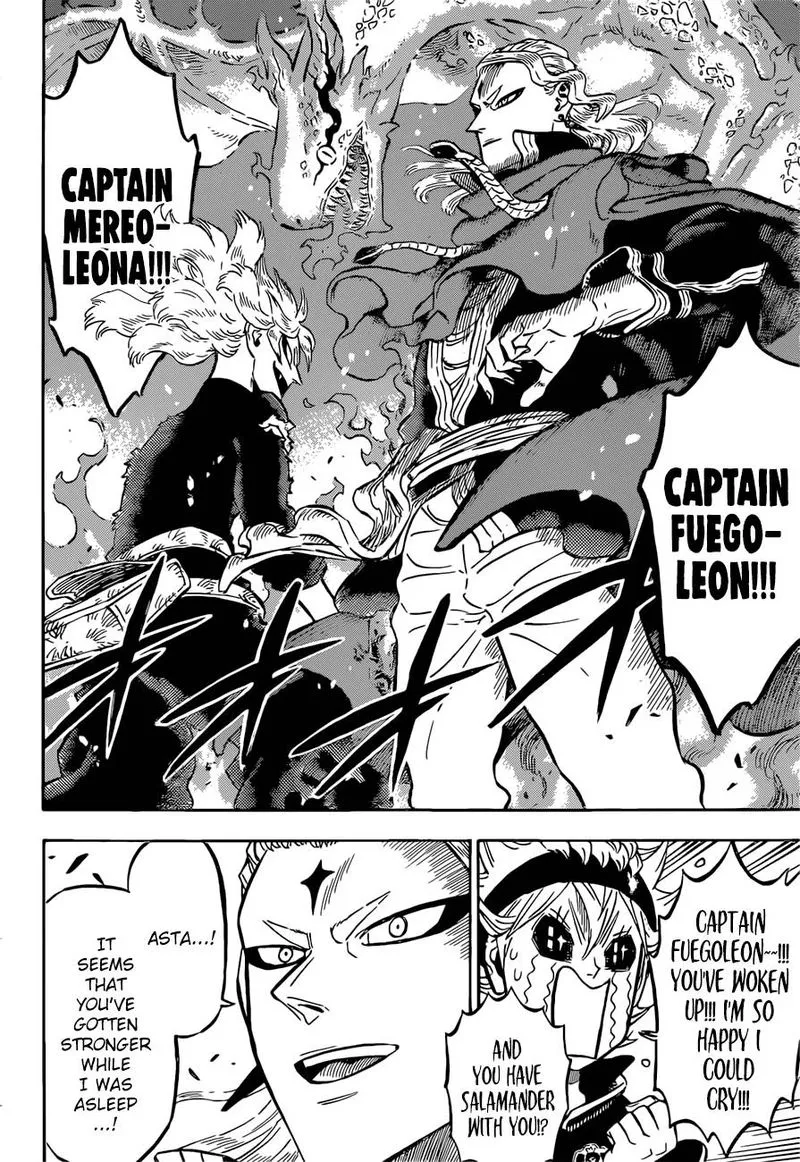 CAPTAIN
FUEGO-
LEON!!!
CAPTAIN
MEREO-
LEONA!!!
CAPTAIN
FUEGOLEON~~!!!
YOU'VE WOKEN
UP!!! I'M SO
HAPPY I
COULD
CRY!!!
AND
YOU HAVE
SALAMANDER
WITH YOU!?
ASTA...!
IT
SEEMS
THAT
YOU'VE
GOTTEN
STRONGER
WHILE
I WAS
ASLEEP
...!